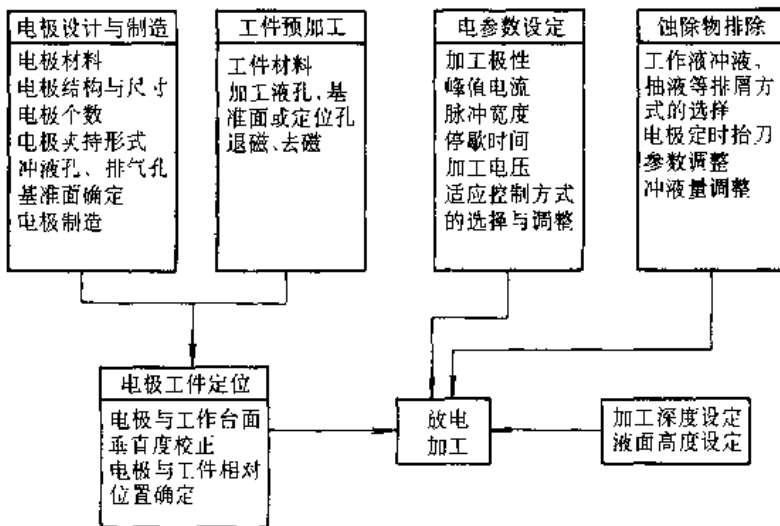 电极设计与制造
电极材料
电极结构与尺寸
电极个数
电极夹持形式
冲液孔、排气孔
基准面确定
电极制造
工件预加工
工件材料
加工液孔、基
准面或定位孔
退磁、去磁
电参数设定
加工极性
峰值电流
脉冲宽度
停歇时间
加工电压
适应控制方式
的选择与调整
蚀除物排除
工作液冲液、
抽液等排屑方
式的选择
电极定时抬刀
参数调整
冲液量调整
电极工件定位
电极与工作台面
垂直度校正
电极与工件相对
位置确定
放电
加工
加工深度设定
液面高度设定